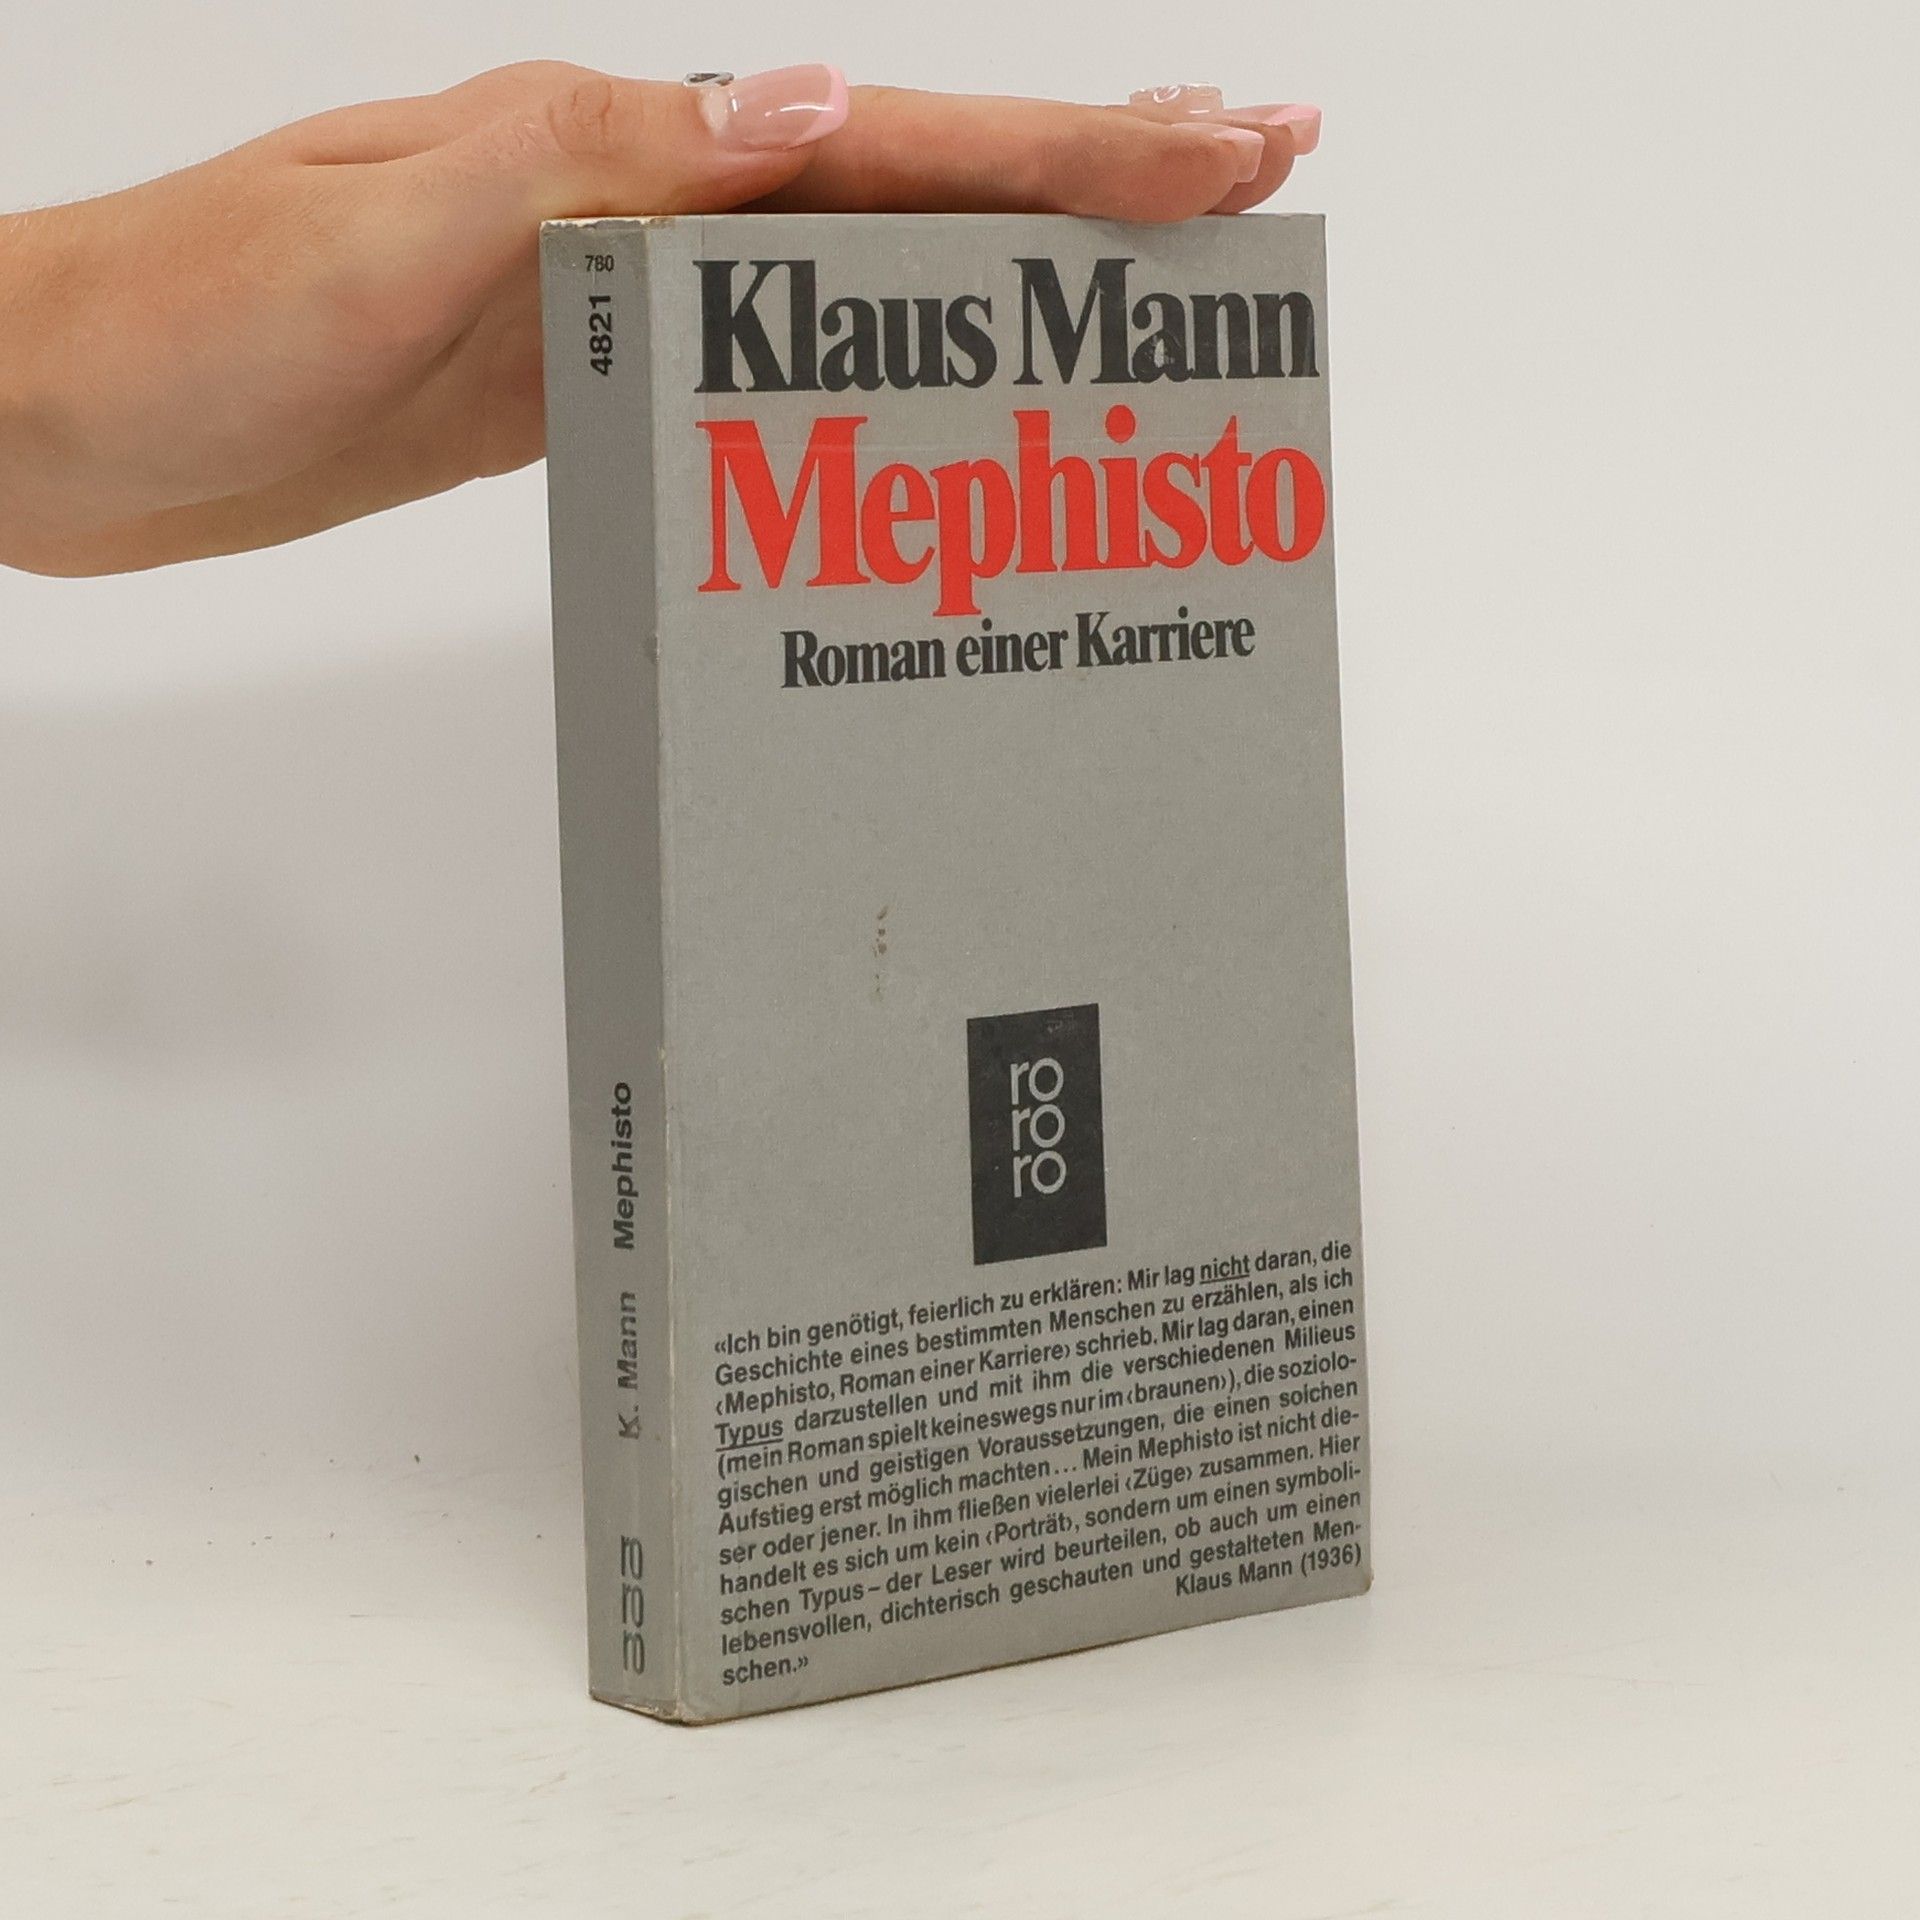 780
4821
K. Mann Mephisto
ro
ro
ro
Klaus Mann
Mephisto
Roman einer Karriere
ro
ro
ro
«Ich bin genötigt, feierlich zu erklären: Mir lag nicht daran, die
Geschichte eines bestimmten Menschen zu erzählen, als ich
‹Mephisto, Roman einer Karriere› schrieb. Mir lag daran, einen
Typus darzustellen und mit ihm die verschiedenen Milieus
(mein Roman spielt keineswegs nur im ‹braunen›), die soziolo-
gischen und geistigen Voraussetzungen, die einen solchen
Aufstieg erst möglich machten... Mein Mephisto ist nicht die-
ser oder jener. In ihm fließen vielerlei ‹Züge› zusammen. Hier
handelt es sich um kein ‹Porträt›, sondern um einen symboli-
schen Typus – der Leser wird beurteilen, ob auch um einen
lebensvollen, dichterisch geschauten und gestalteten Men-
schen.»
Klaus Mann (1936)